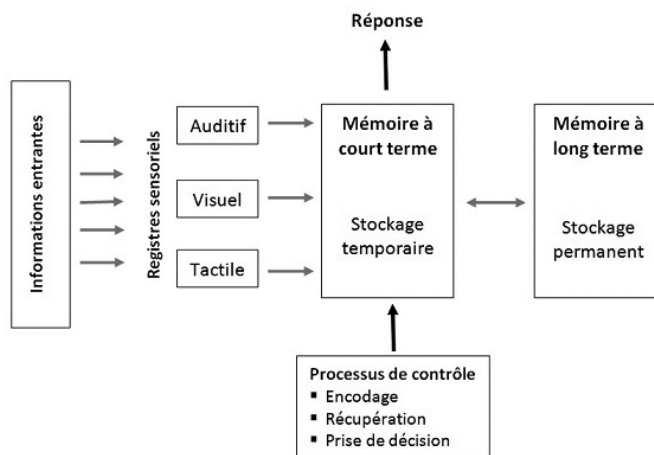 Réponse
Informations entrantes
Registres sensoriels
Auditif
Visuel
Tactile
Mémoire à
court terme
Stockage
temporaire
Mémoire à
long terme
Stockage
permanent
Processus de contrôle
▪ Encodage
▪ Récupération
▪ Prise de décision